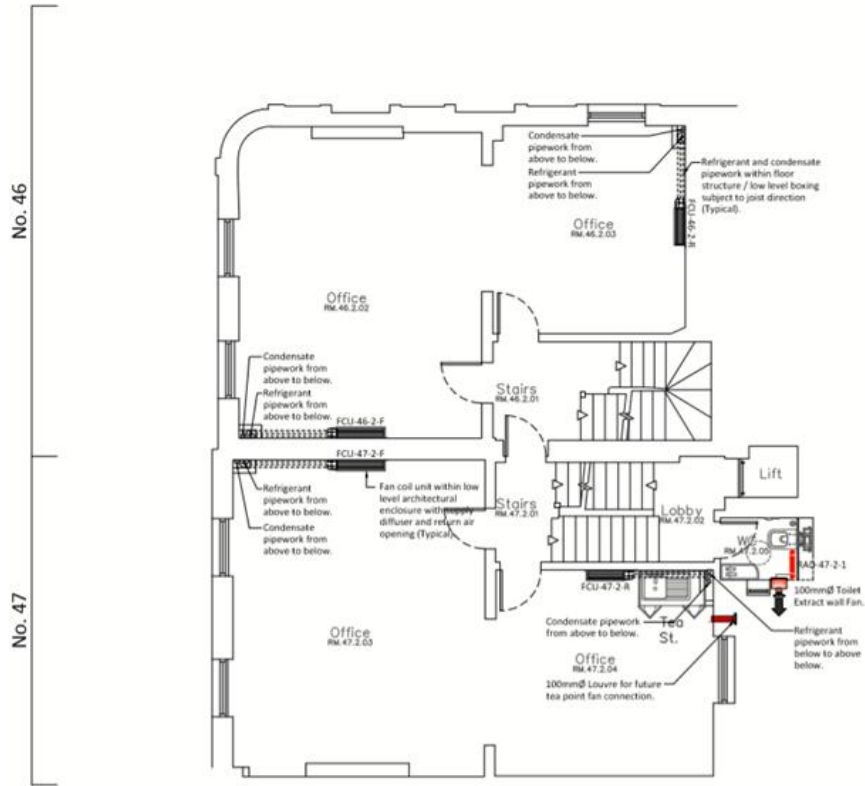 No. 46
Condensate
pipework from
above to below.
Refrigerant
pipework from
above to below.
Refrigerant and condensate
pipework within floor
structure / low level boxing
subject to joist direction
(Typical).
Office
RM.46.2.03
FCU-46-2-R
Office
RM.46.2.02
Condensate
pipework from
above to below.
Refrigerant
pipework from
above to below.
Stairs
RM.46.2.01
FCU-46-2-F
FCU-47-2-F
Refrigerant
pipework from
above to below.
Condensate
pipework from
above to below.
Fan coil unit within low
level architectural
enclosure with supply
diffuser and return air
opening (Typical)
Stairs
RM.47.2.01
Lobby
RM.47.2.02
Lift
WC
RM.47.2.05
RAD-47-2-1
100mmØ Toilet
Extract wall Fan.
No. 47
FCU-47-2-R
Condensate pipework
from above to below.
Tea
St.
Refrigerant
pipework from
below to above
below.
Office
RM.47.2.03
Office
RM.47.2.04
100mmØ Louvre for future
tea point fan connection.